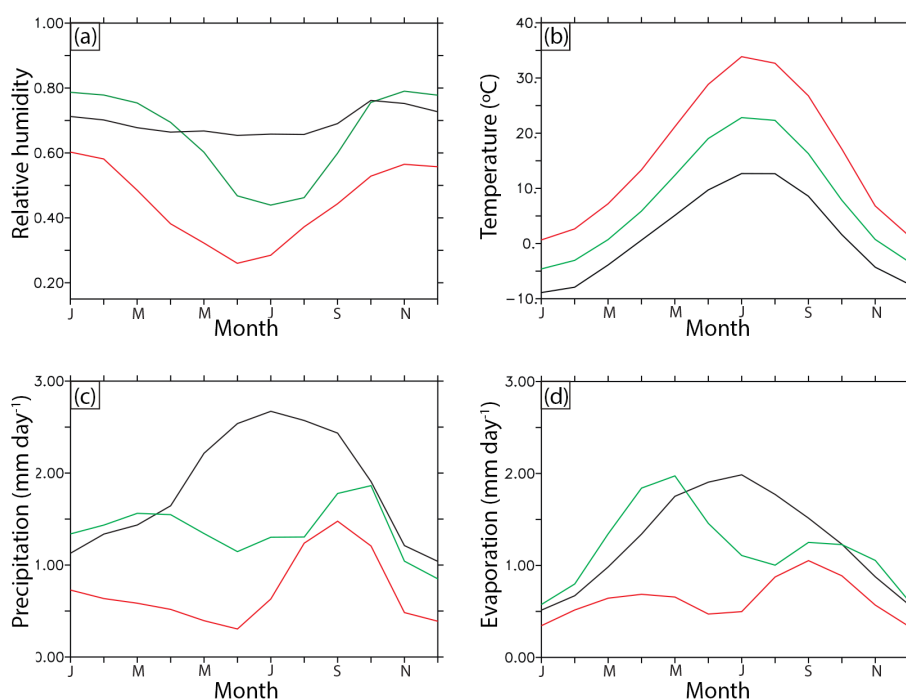 (a)
Relative humidity
1.00
0.80
0.60
0.40
0.20
J M M J S N
Month
(b)
Temperature (ºC)
40.
30.
20
10.
0.
−10.
J M M J S N
Month
(c)
Precipitation (mm day-1)
3.00
2.00
1.00
0.00
J M M J S N
Month
(d)
Evaporation (mm day-1)
3.00
2.00
1.00
0.00
J M M J S N
Month